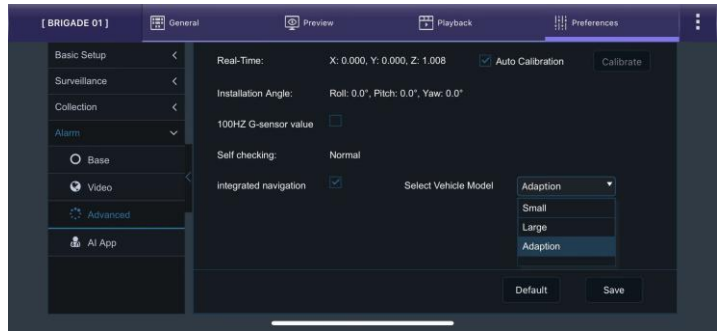 [ BRIGADE 01 ] General Preview Playback Preferences
Basic Setup
Surveillance
Collection
Alarm
Base
Video
Advanced
AI App
Real-Time: X: 0.000, Y: 0.000, Z: 1.008 Auto Calibration Calibrate
Installation Angle: Roll: 0.0°, Pitch: 0.0°, Yaw: 0.0°
100HZ G-sensor value
Self checking: Normal
integrated navigation Select Vehicle Model Adaption
Small
Large
Adaption
Default Save